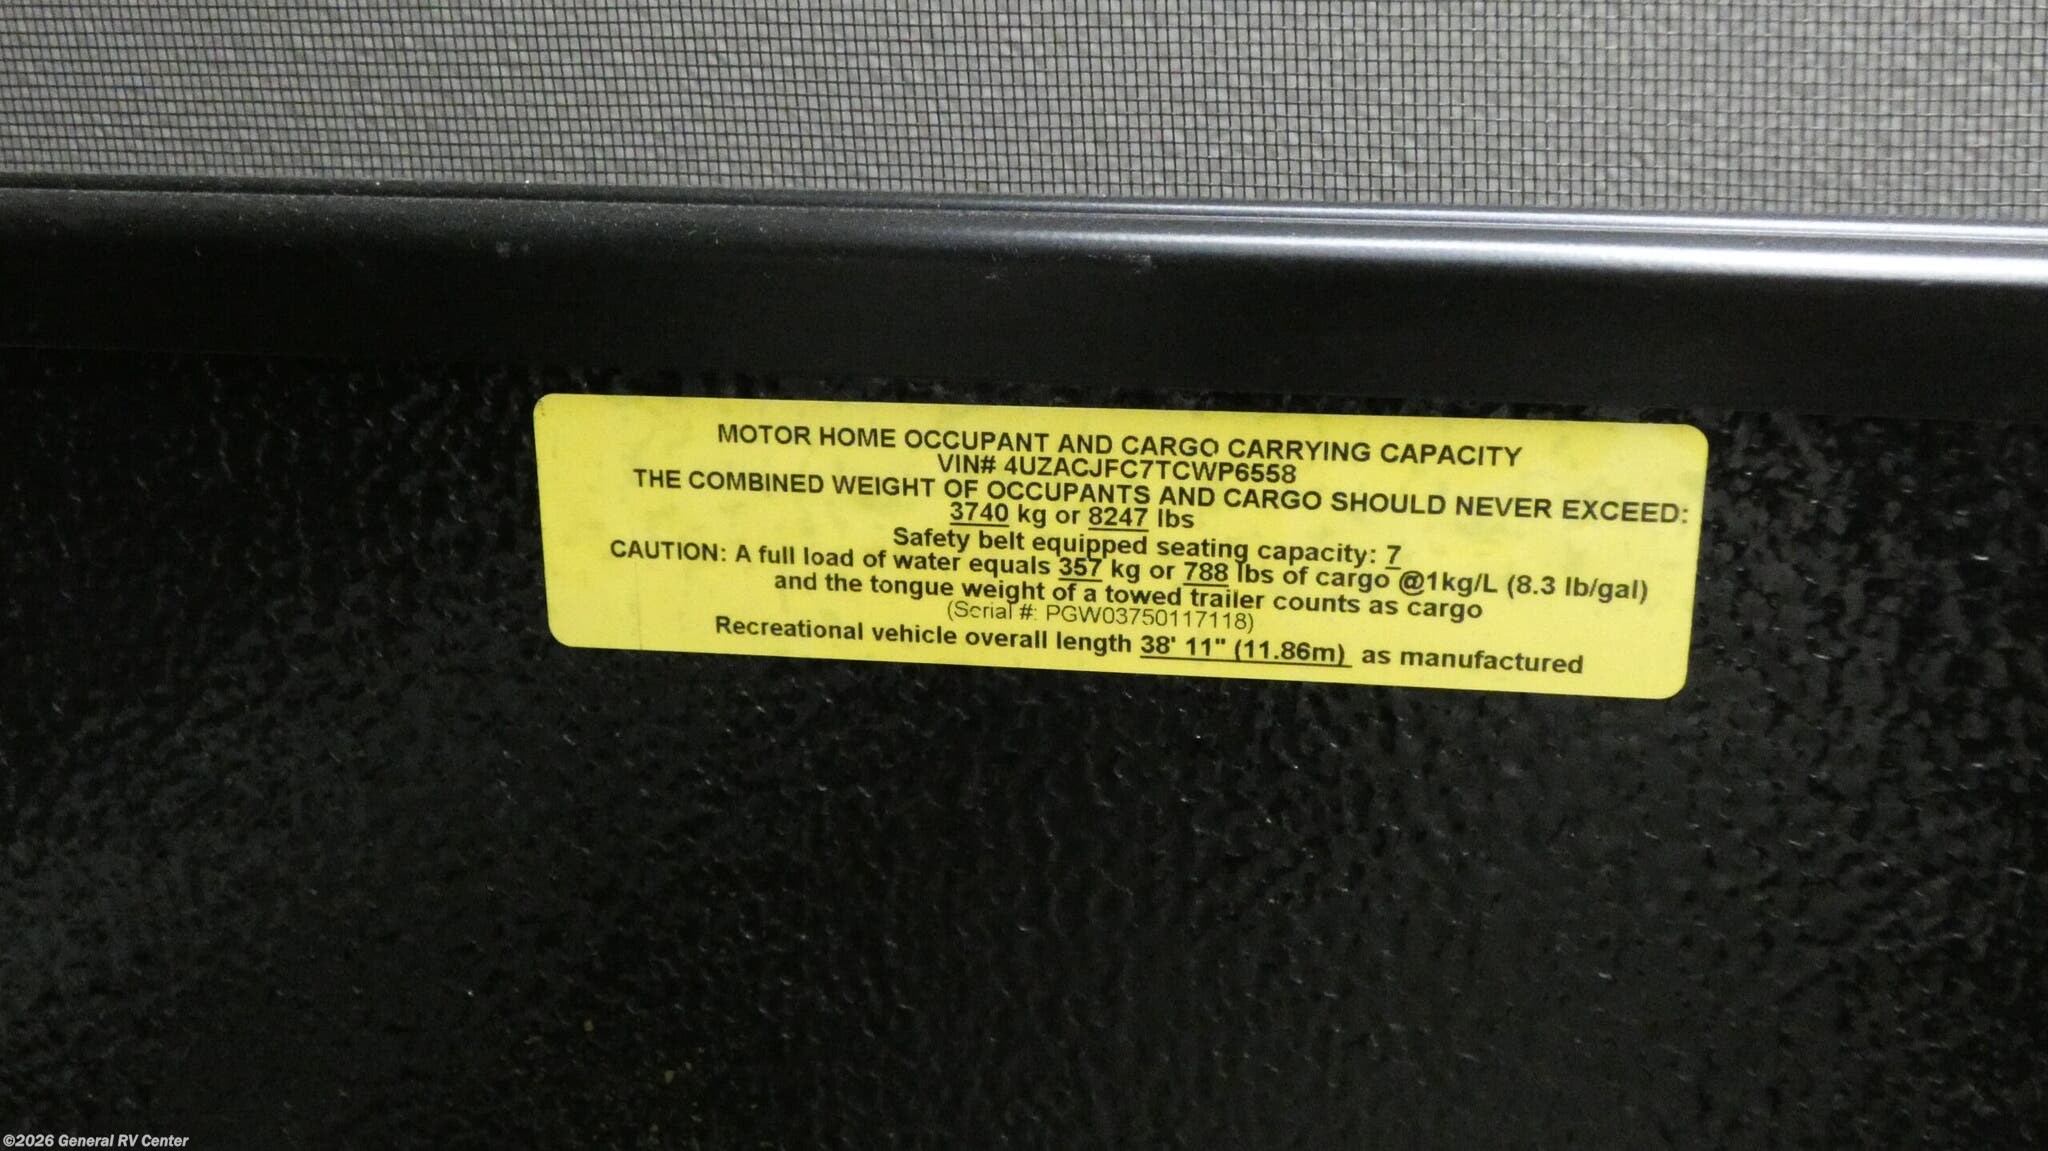 MOTOR HOME OCCUPANT AND CARGO CARRYING CAPACITY
VIN# 4UZACJFC7TCWP6558
THE COMBINED WEIGHT OF OCCUPANTS AND CARGO SHOULD NEVER EXCEED:
3740 kg or 8247 lbs
Safety belt equipped seating capacity: 7
CAUTION: A full load of water equals 357 kg or 788 lbs of cargo @1kg/L (8.3 lb/gal)
and the tongue weight of a towed trailer counts as cargo
(Serial #: PGW03750117118)
Recreational vehicle overall length 38' 11" (11.86m) as manufactured
©2026 General RV Center